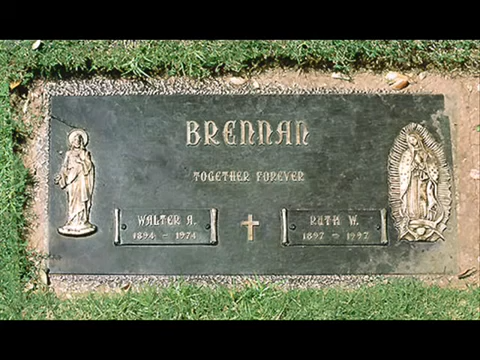 BRENNAN
TOGETHER FOREVER
WALTER A.
1894 – 1974
RUTH W.
1897 – 1997